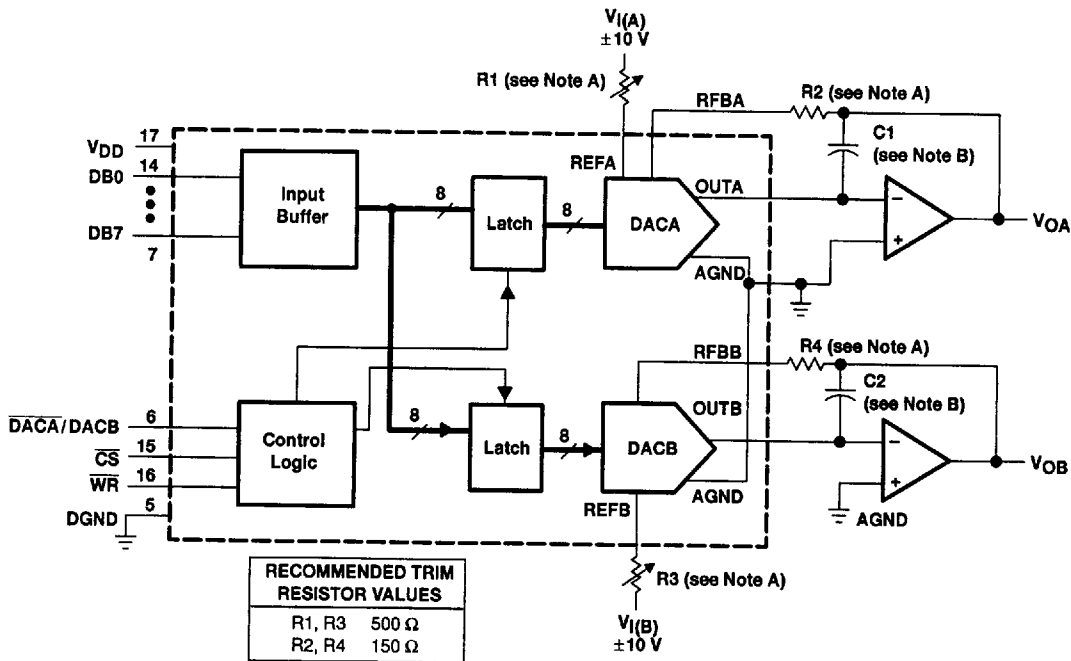 VI(A)
±10 V
R1 (see Note A)
RFBA
R2 (see Note A)
C1
(see Note B)
VDD 17
DB0 14
DB7
7
Input
Buffer
8
Latch
8
REFA
DACA
OUTA
AGND
−
+
VOA
RFBB
R4 (see Note A)
C2
(see Note B)
DACA/DACB 6
CS 15
WR 16
DGND 5
Control
Logic
8
Latch
8
DACB
OUTB
AGND
REFB
−
+
AGND
VOB
R3 (see Note A)
VI(B)
±10 V
RECOMMENDED TRIM
RESISTOR VALUES
R1, R3 500 Ω
R2, R4 150 Ω